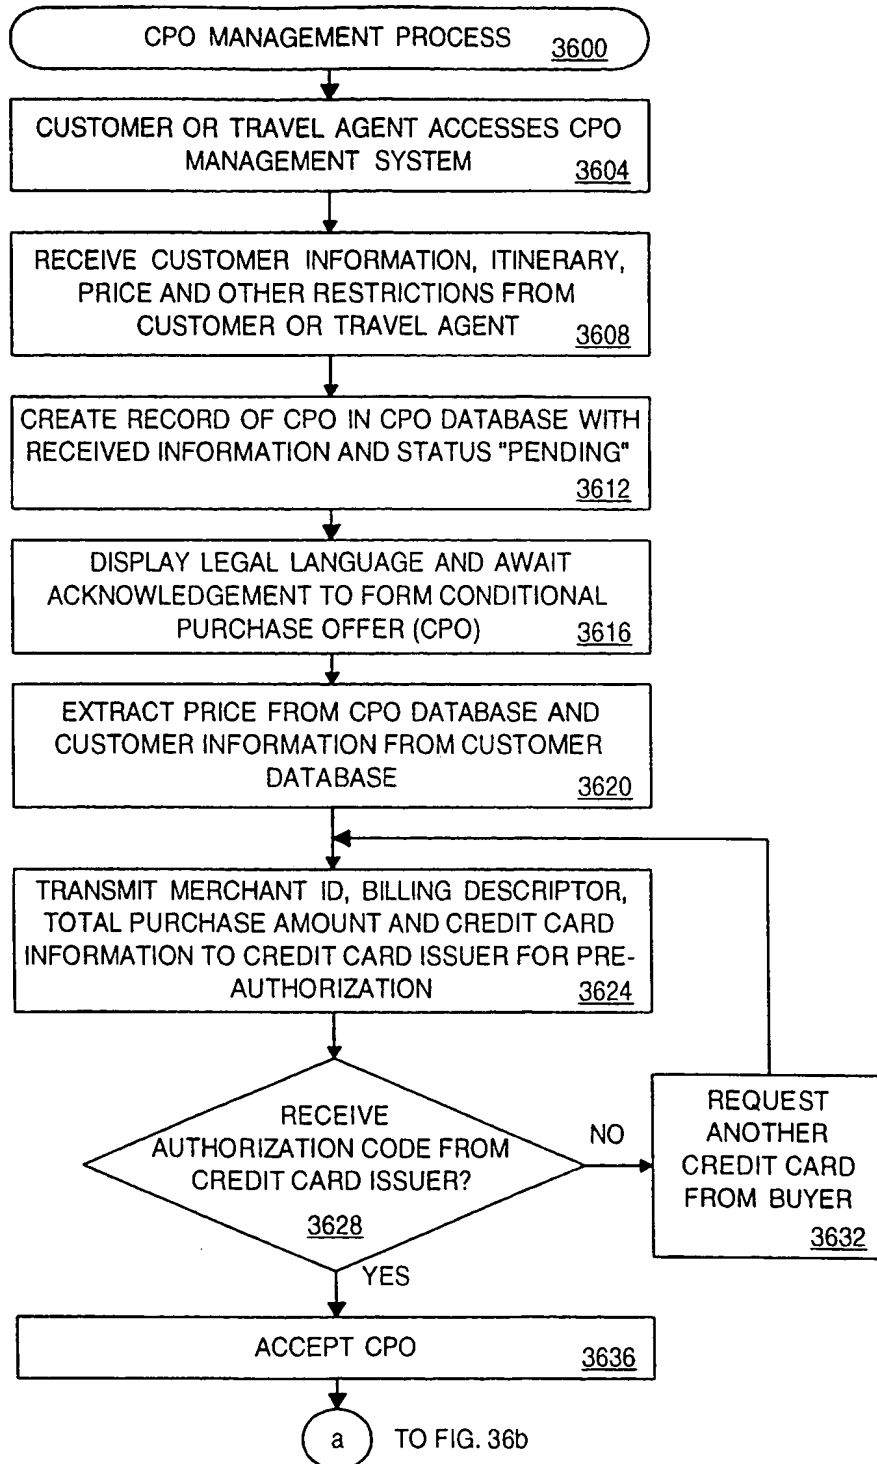 CPO MANAGEMENT PROCESS 3600
CUSTOMER OR TRAVEL AGENT ACCESSES CPO
MANAGEMENT SYSTEM 3604
RECEIVE CUSTOMER INFORMATION, ITINERARY,
PRICE AND OTHER RESTRICTIONS FROM
CUSTOMER OR TRAVEL AGENT 3608
CREATE RECORD OF CPO IN CPO DATABASE WITH
RECEIVED INFORMATION AND STATUS "PENDING"
3612
DISPLAY LEGAL LANGUAGE AND AWAIT
ACKNOWLEDGEMENT TO FORM CONDITIONAL
PURCHASE OFFER (CPO) 3616
EXTRACT PRICE FROM CPO DATABASE AND
CUSTOMER INFORMATION FROM CUSTOMER
DATABASE 3620
TRANSMIT MERCHANT ID, BILLING DESCRIPTOR,
TOTAL PURCHASE AMOUNT AND CREDIT CARD
INFORMATION TO CREDIT CARD ISSUER FOR PRE-
AUTHORIZATION 3624
RECEIVE
AUTHORIZATION CODE FROM
CREDIT CARD ISSUER?
3628
NO
REQUEST
ANOTHER
CREDIT CARD
FROM BUYER
3632
YES
ACCEPT CPO 3636
a TO FIG. 36b